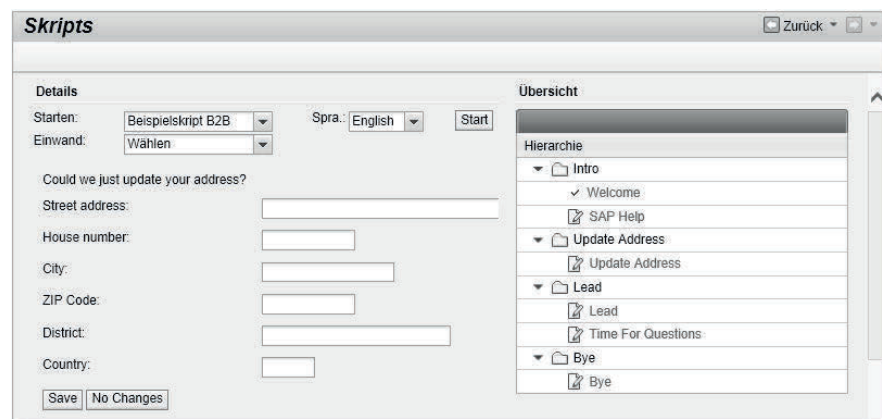 Skripts
Zurück
Details
Starten: Beispielskript B2B Spra.: English Start
Einwand: Wählen
Could we just update your address?
Street address:
House number:
City:
ZIP Code:
District:
Country:
Save No Changes
Übersicht
Hierarchie
Intro
Welcome
SAP Help
Update Address
Update Address
Lead
Lead
Time For Questions
Bye
Bye